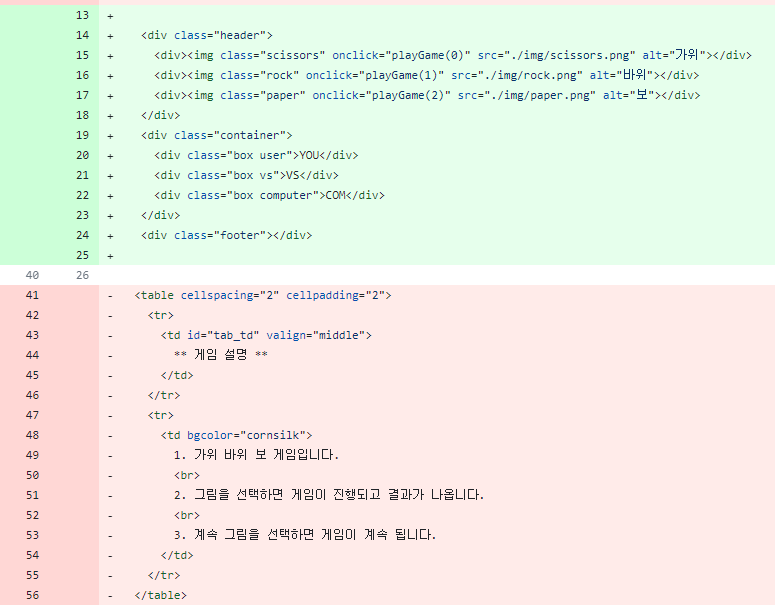 13 +
14 + <div class="header">
15 + <div><img class="scissors" onclick="playGame(0)" src="./img/scissors.png" alt="가위"></div>
16 + <div><img class="rock" onclick="playGame(1)" src="./img/rock.png" alt="바위"></div>
17 + <div><img class="paper" onclick="playGame(2)" src="./img/paper.png" alt="보"></div>
18 + </div>
19 + <div class="container">
20 + <div class="box user">YOU</div>
21 + <div class="box vs">VS</div>
22 + <div class="box computer">COM</div>
23 + </div>
24 + <div class="footer"></div>
25 +
40 26
41 - <table cellspacing="2" cellpadding="2">
42 - <tr>
43 - <td id="tab_td" valign="middle">
44 - ** 게임 설명 **
45 - </td>
46 - </tr>
47 - <tr>
48 - <td bgcolor="cornsilk">
49 - 1. 가위 바위 보 게임입니다.
50 - <br>
51 - 2. 그림을 선택하면 게임이 진행되고 결과가 나옵니다.
52 - <br>
53 - 3. 계속 그림을 선택하면 게임이 계속 됩니다.
54 - </td>
55 - </tr>
56 - </table>